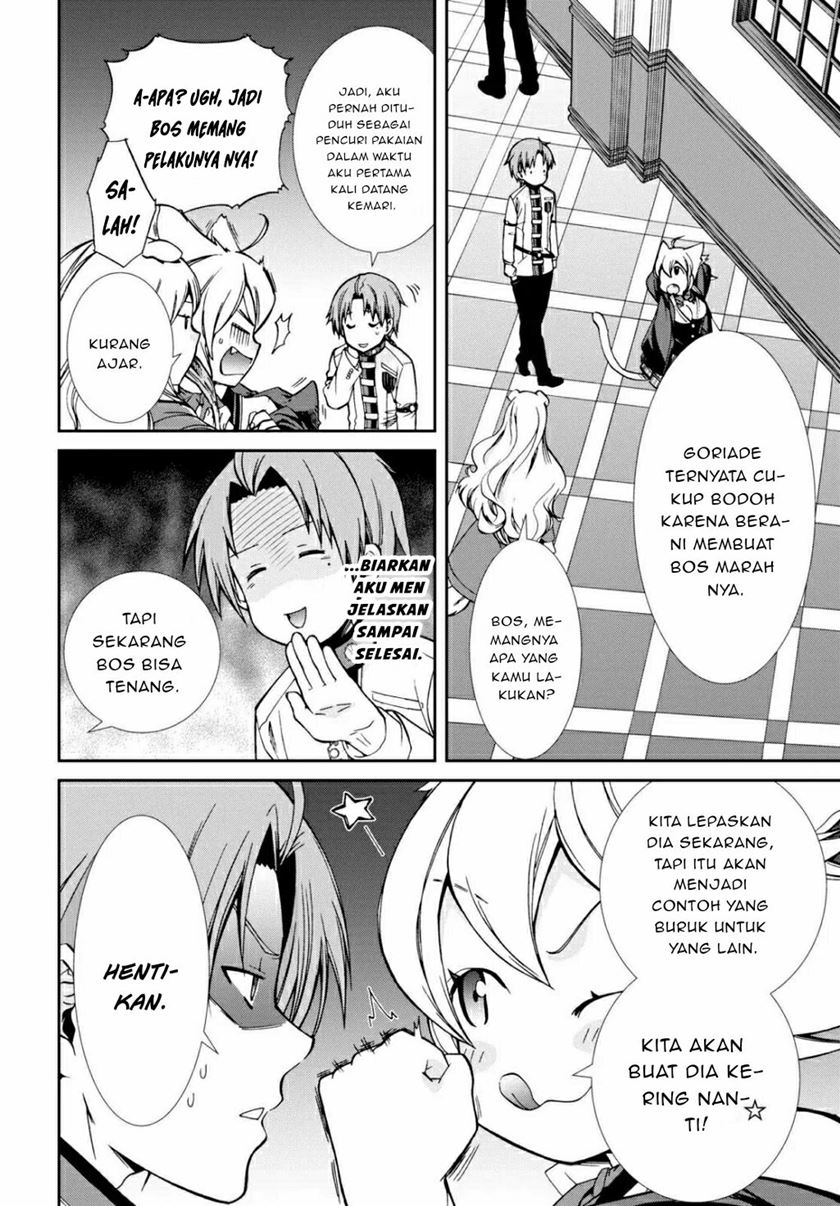 GORIADE
TERNYATA CU-
KUP BODOH
KARENA BERA-
NI MEMBUAT
BOS MARAH
NYA.
BOS, ME-
MANGNYA
APA YANG
KAMU LA-
KUKAN?
JADI, AKU
PERNAH DITU-
DUH SEBAGAI
PENCURI PAKAIAN
DALAM WAKTU
AKU PERTAMA
KALI DATANG
KEMARI.
A-APA? UGH, JADI
BOS MEMANG
PELAKUNYA NYA!
SA-
LAH!
KURANG
AJAR.
...BIARKAN
AKU MEN
JELASKAN
SAMPAI
SELESAI.
TAPI
SEKARANG
BOS BISA
TENANG.
KITA LEPASKAN
DIA SEKARANG,
TAPI ITU AKAN
MENJADI
CONTOH YANG
BURUK UNTUK
YANG LAIN.
KITA AKAN
BUAT DIA KE-
RING NAN-
TI!☆
HENTI-
KAN.